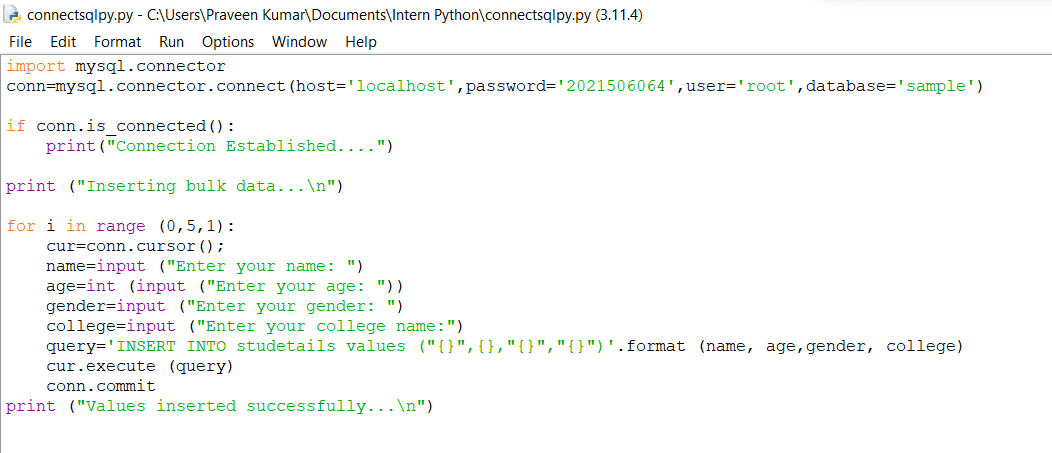 connectsqlpy.py - C:\Users\Praveen Kumar\Documents\Intern Python\connectsqlpy.py (3.11.4)
File Edit Format Run Options Window Help
import mysql.connector
conn=mysql.connector.connect(host='localhost',password='2021506064',user='root',database='sample')
if conn.is_connected():
    print("Connection Established....")
print ("Inserting bulk data...\n")
for i in range (0,5,1):
    cur=conn.cursor();
    name=input ("Enter your name: ")
    age=int (input ("Enter your age: "))
    gender=input ("Enter your gender: ")
    college=input ("Enter your college name:")
    query='INSERT INTO studetails values ("{}",{},"{}","{}")'.format (name, age,gender, college)
    cur.execute (query)
    conn.commit
print ("Values inserted successfully...\n")